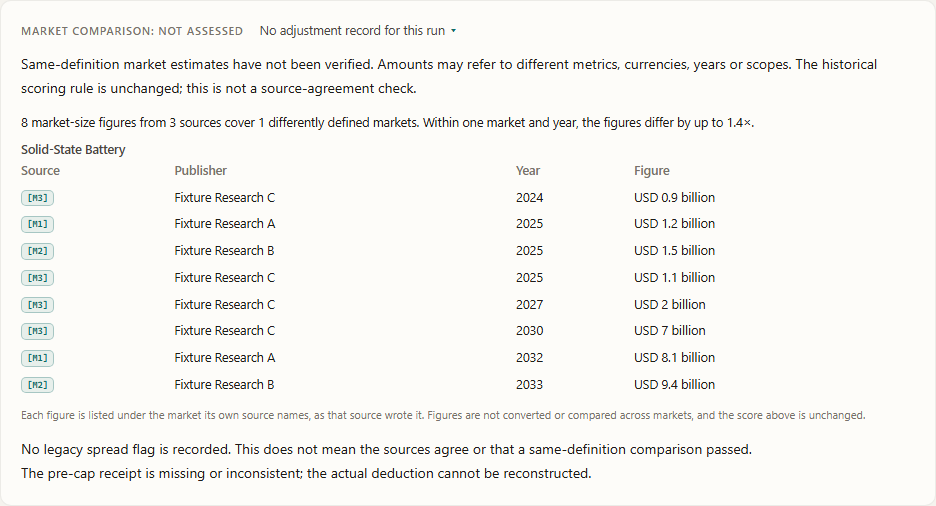 MARKET COMPARISON: NOT ASSESSED No adjustment record for this run
Same-definition market estimates have not been verified. Amounts may refer to different metrics, currencies, years or scopes. The historical
scoring rule is unchanged; this is not a source-agreement check.
8 market-size figures from 3 sources cover 1 differently defined markets. Within one market and year, the figures differ by up to 1.4×.
Solid-State Battery
Source Publisher Year Figure
[M3] Fixture Research C 2024 USD 0.9 billion
[M1] Fixture Research A 2025 USD 1.2 billion
[M2] Fixture Research B 2025 USD 1.5 billion
[M3] Fixture Research C 2025 USD 1.1 billion
[M3] Fixture Research C 2027 USD 2 billion
[M3] Fixture Research C 2030 USD 7 billion
[M1] Fixture Research A 2032 USD 8.1 billion
[M2] Fixture Research B 2033 USD 9.4 billion
Each figure is listed under the market its own source names, as that source wrote it. Figures are not converted or compared across markets, and the score above is unchanged.
No legacy spread flag is recorded. This does not mean the sources agree or that a same-definition comparison passed.
The pre-cap receipt is missing or inconsistent; the actual deduction cannot be reconstructed.